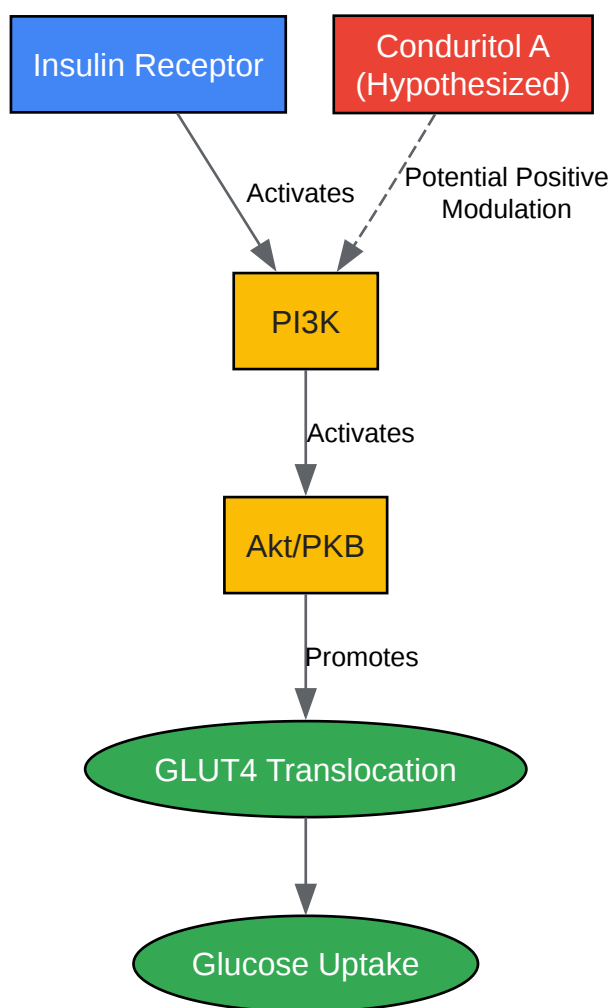 Insulin Receptor
Conduritol A
(Hypothesized)
Activates
Potential Positive
Modulation
PI3K
Activates
Akt/PKB
Promotes
GLUT4 Translocation
Glucose Uptake